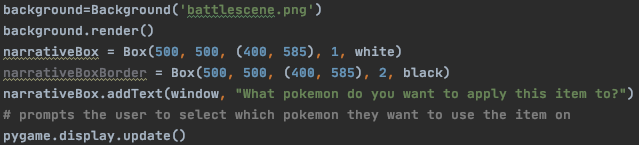 background=Background('battlescene.png')
background.render()
narrativeBox = Box(500, 500, (400, 585), 1, white)
narrativeBoxBorder = Box(500, 500, (400, 585), 2, black)
narrativeBox.addText(window, "What pokemon do you want to apply this item to?")
# prompts the user to select which pokemon they want to use the item on
pygame.display.update()